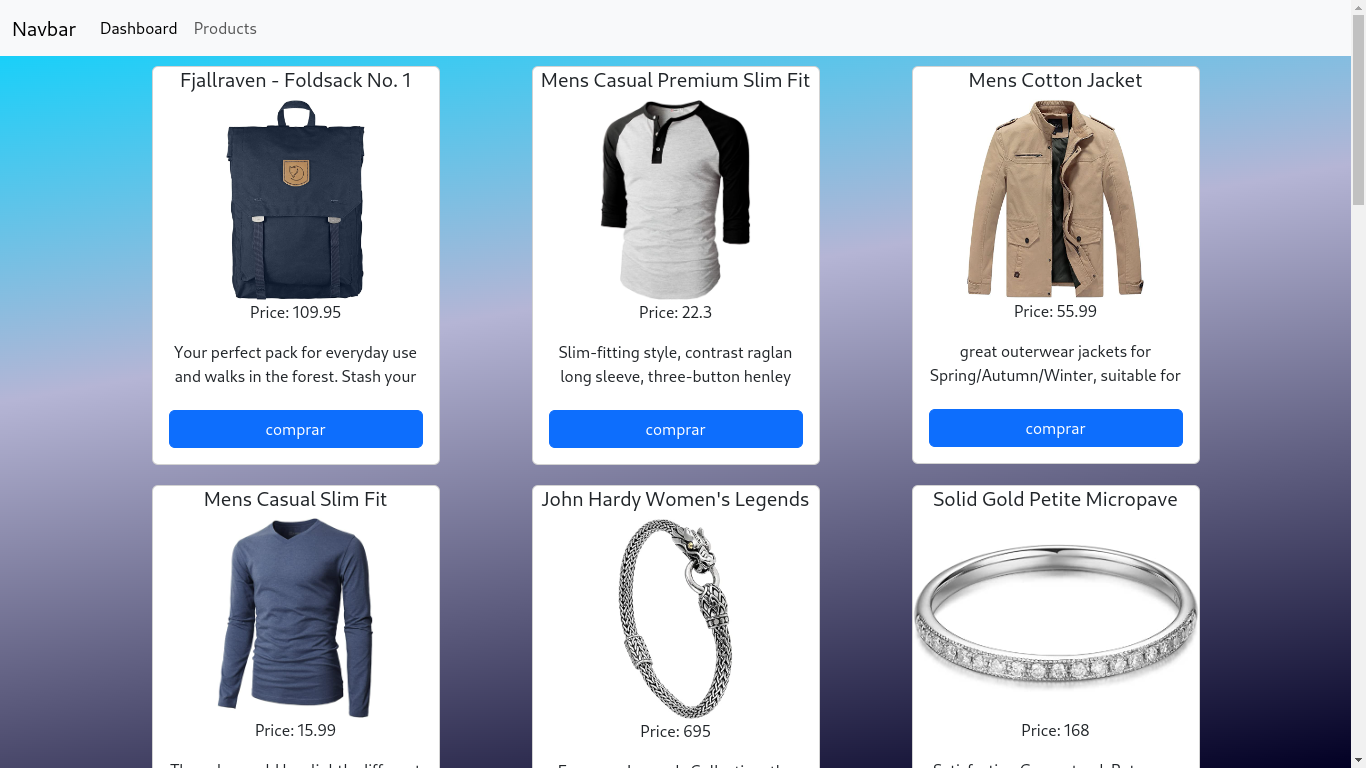 Navbar Dashboard Products
Fjallraven - Foldsack No. 1
Price: 109.95
Your perfect pack for everyday use
and walks in the forest. Stash your
comprar
Mens Casual Premium Slim Fit
Price: 22.3
Slim-fitting style, contrast raglan
long sleeve, three-button henley
comprar
Mens Cotton Jacket
Price: 55.99
great outerwear jackets for
Spring/Autumn/Winter, suitable for
comprar
Mens Casual Slim Fit
Price: 15.99
John Hardy Women's Legends
Price: 695
Solid Gold Petite Micropave
Price: 168